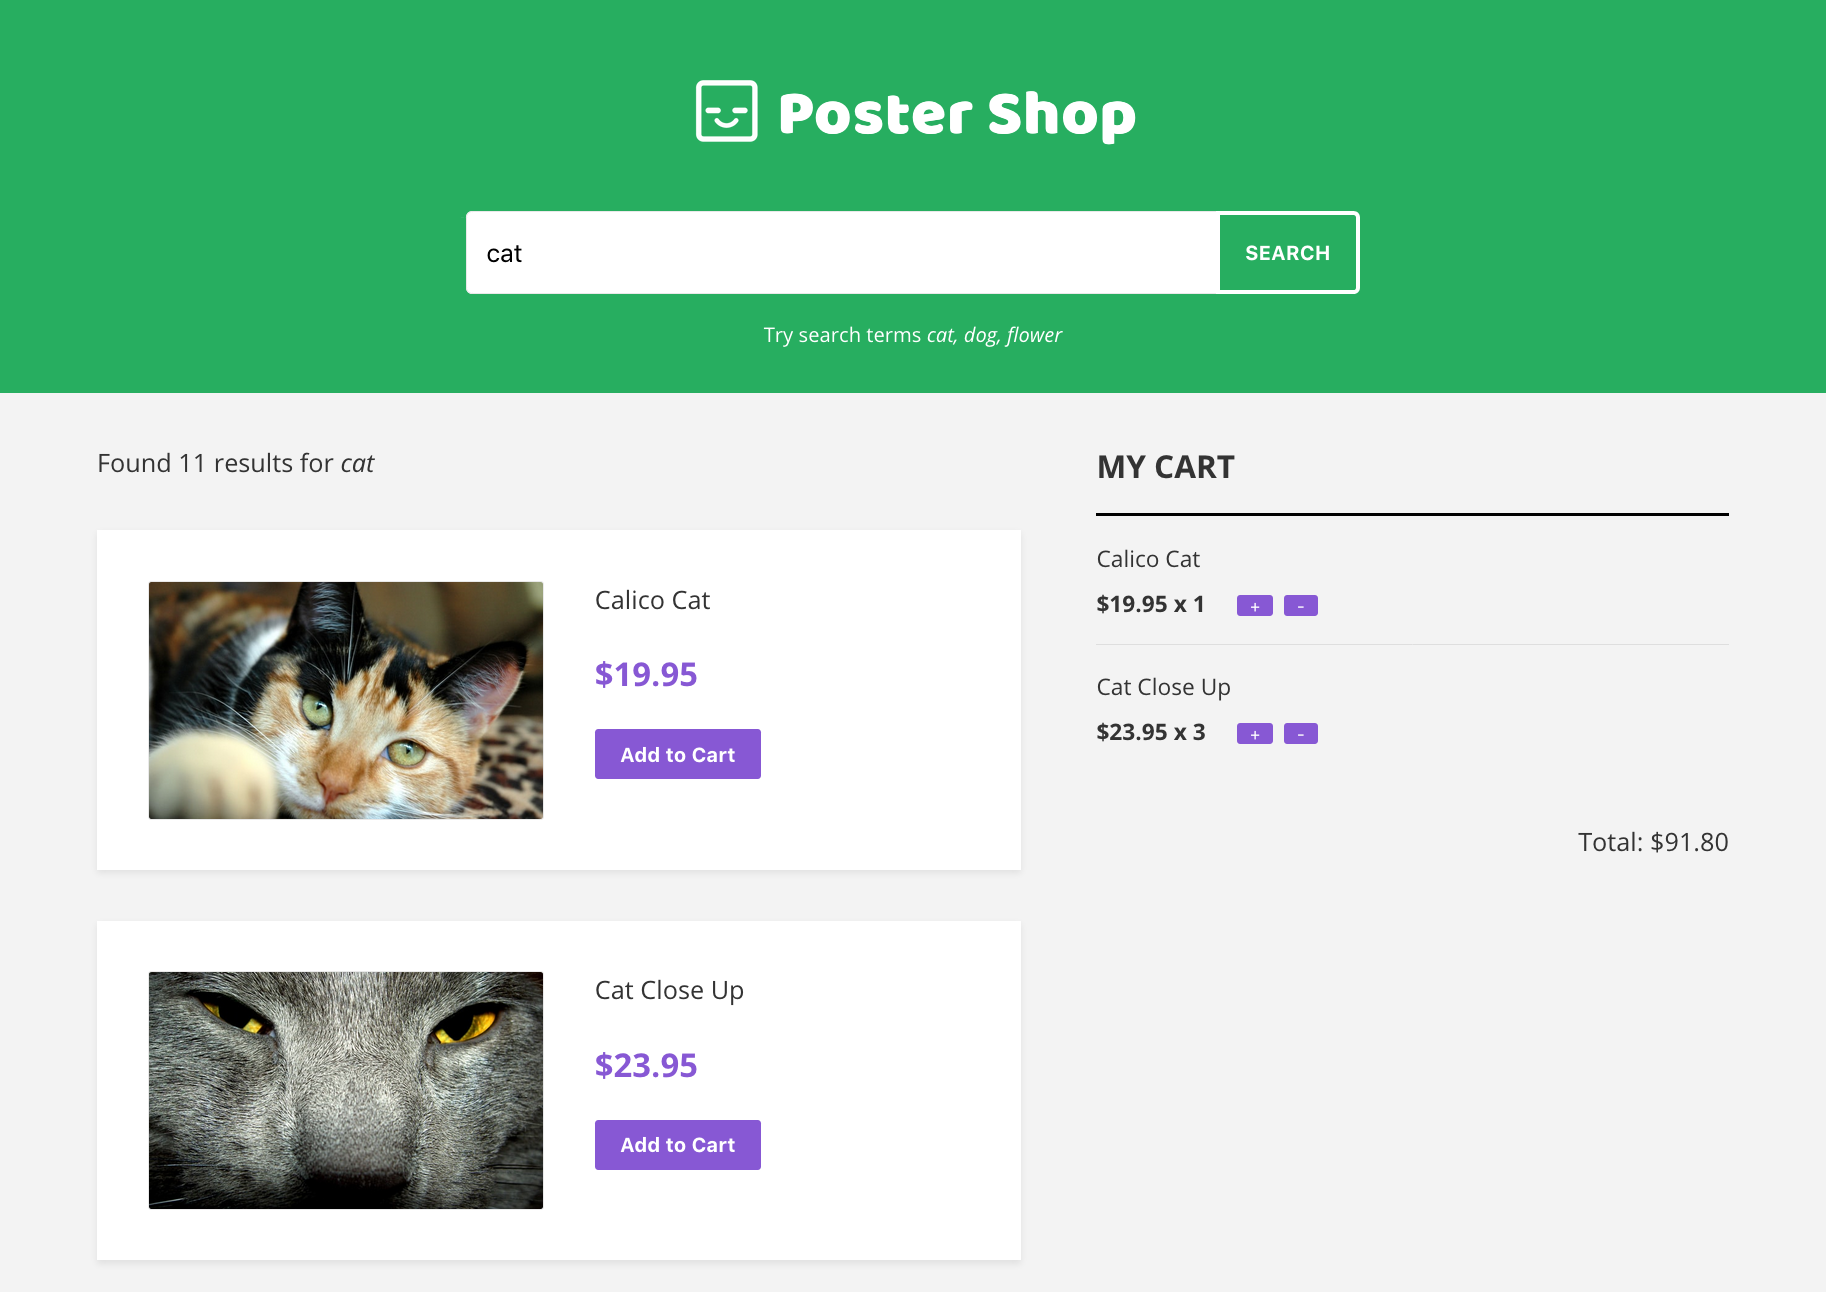 Poster Shop
cat
SEARCH
Try search terms cat, dog, flower
Found 11 results for cat
Calico Cat
$19.95
Add to Cart
Cat Close Up
$23.95
Add to Cart
MY CART
Calico Cat
$19.95 x 1 + -
Cat Close Up
$23.95 x 3 + -
Total: $91.80